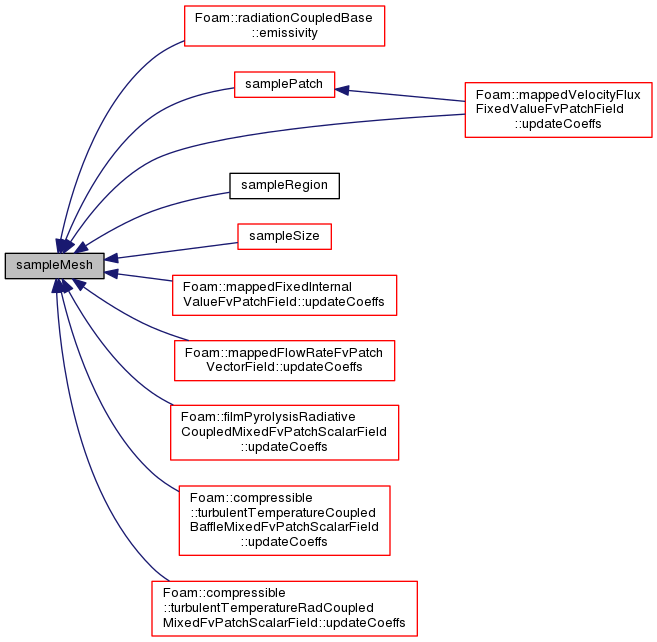 Foam::radiationCoupledBase
::emissivity
samplePatch
Foam::mappedVelocityFlux
FixedValueFvPatchField
::updateCoeffs
sampleRegion
sampleSize
sampleMesh
Foam::mappedFixedInternal
ValueFvPatchField::updateCoeffs
Foam::mappedFlowRateFvPatch
VectorField::updateCoeffs
Foam::filmPyrolysisRadiative
CoupledMixedFvPatchScalarField
::updateCoeffs
Foam::compressible
::turbulentTemperatureCoupled
BaffleMixedFvPatchScalarField
::updateCoeffs
Foam::compressible
::turbulentTemperatureRadCoupled
MixedFvPatchScalarField::updateCoeffs